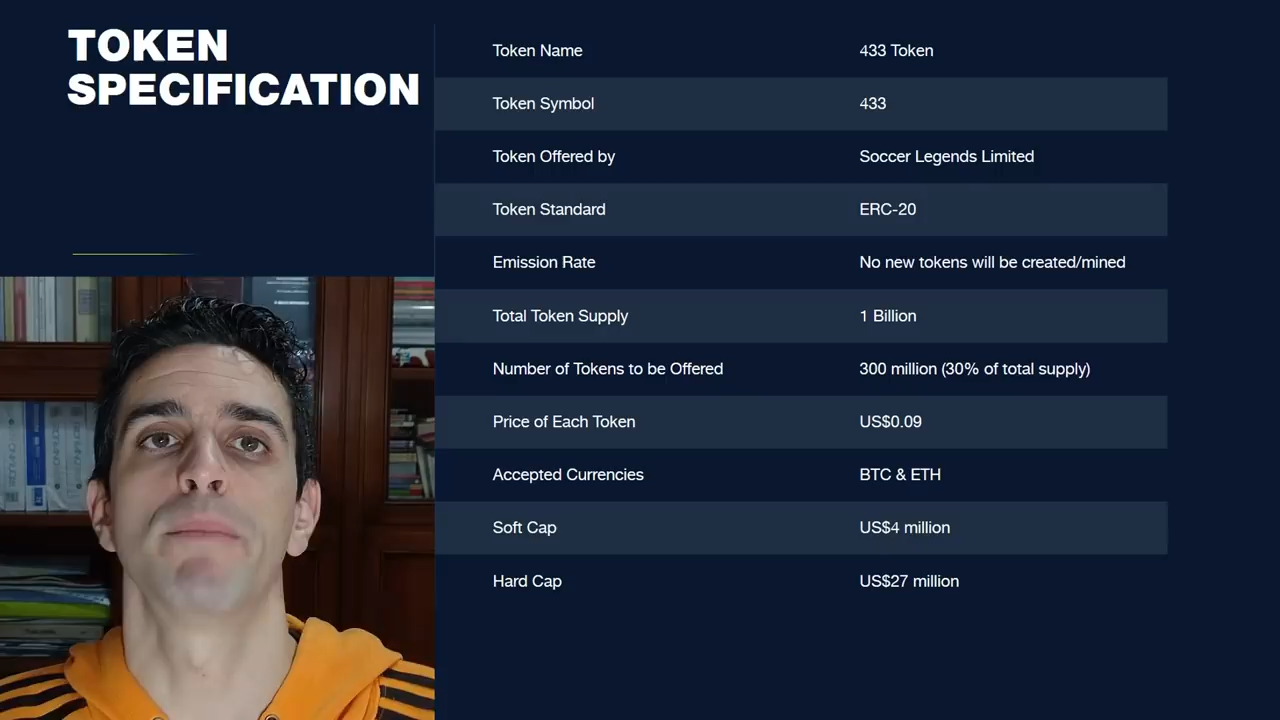 TOKEN
SPECIFICATION
Token Name 433 Token
Token Symbol 433
Token Offered by Soccer Legends Limited
Token Standard ERC-20
Emission Rate No new tokens will be created/mined
Total Token Supply 1 Billion
Number of Tokens to be Offered 300 million (30% of total supply)
Price of Each Token US$0.09
Accepted Currencies BTC & ETH
Soft Cap US$4 million
Hard Cap US$27 million